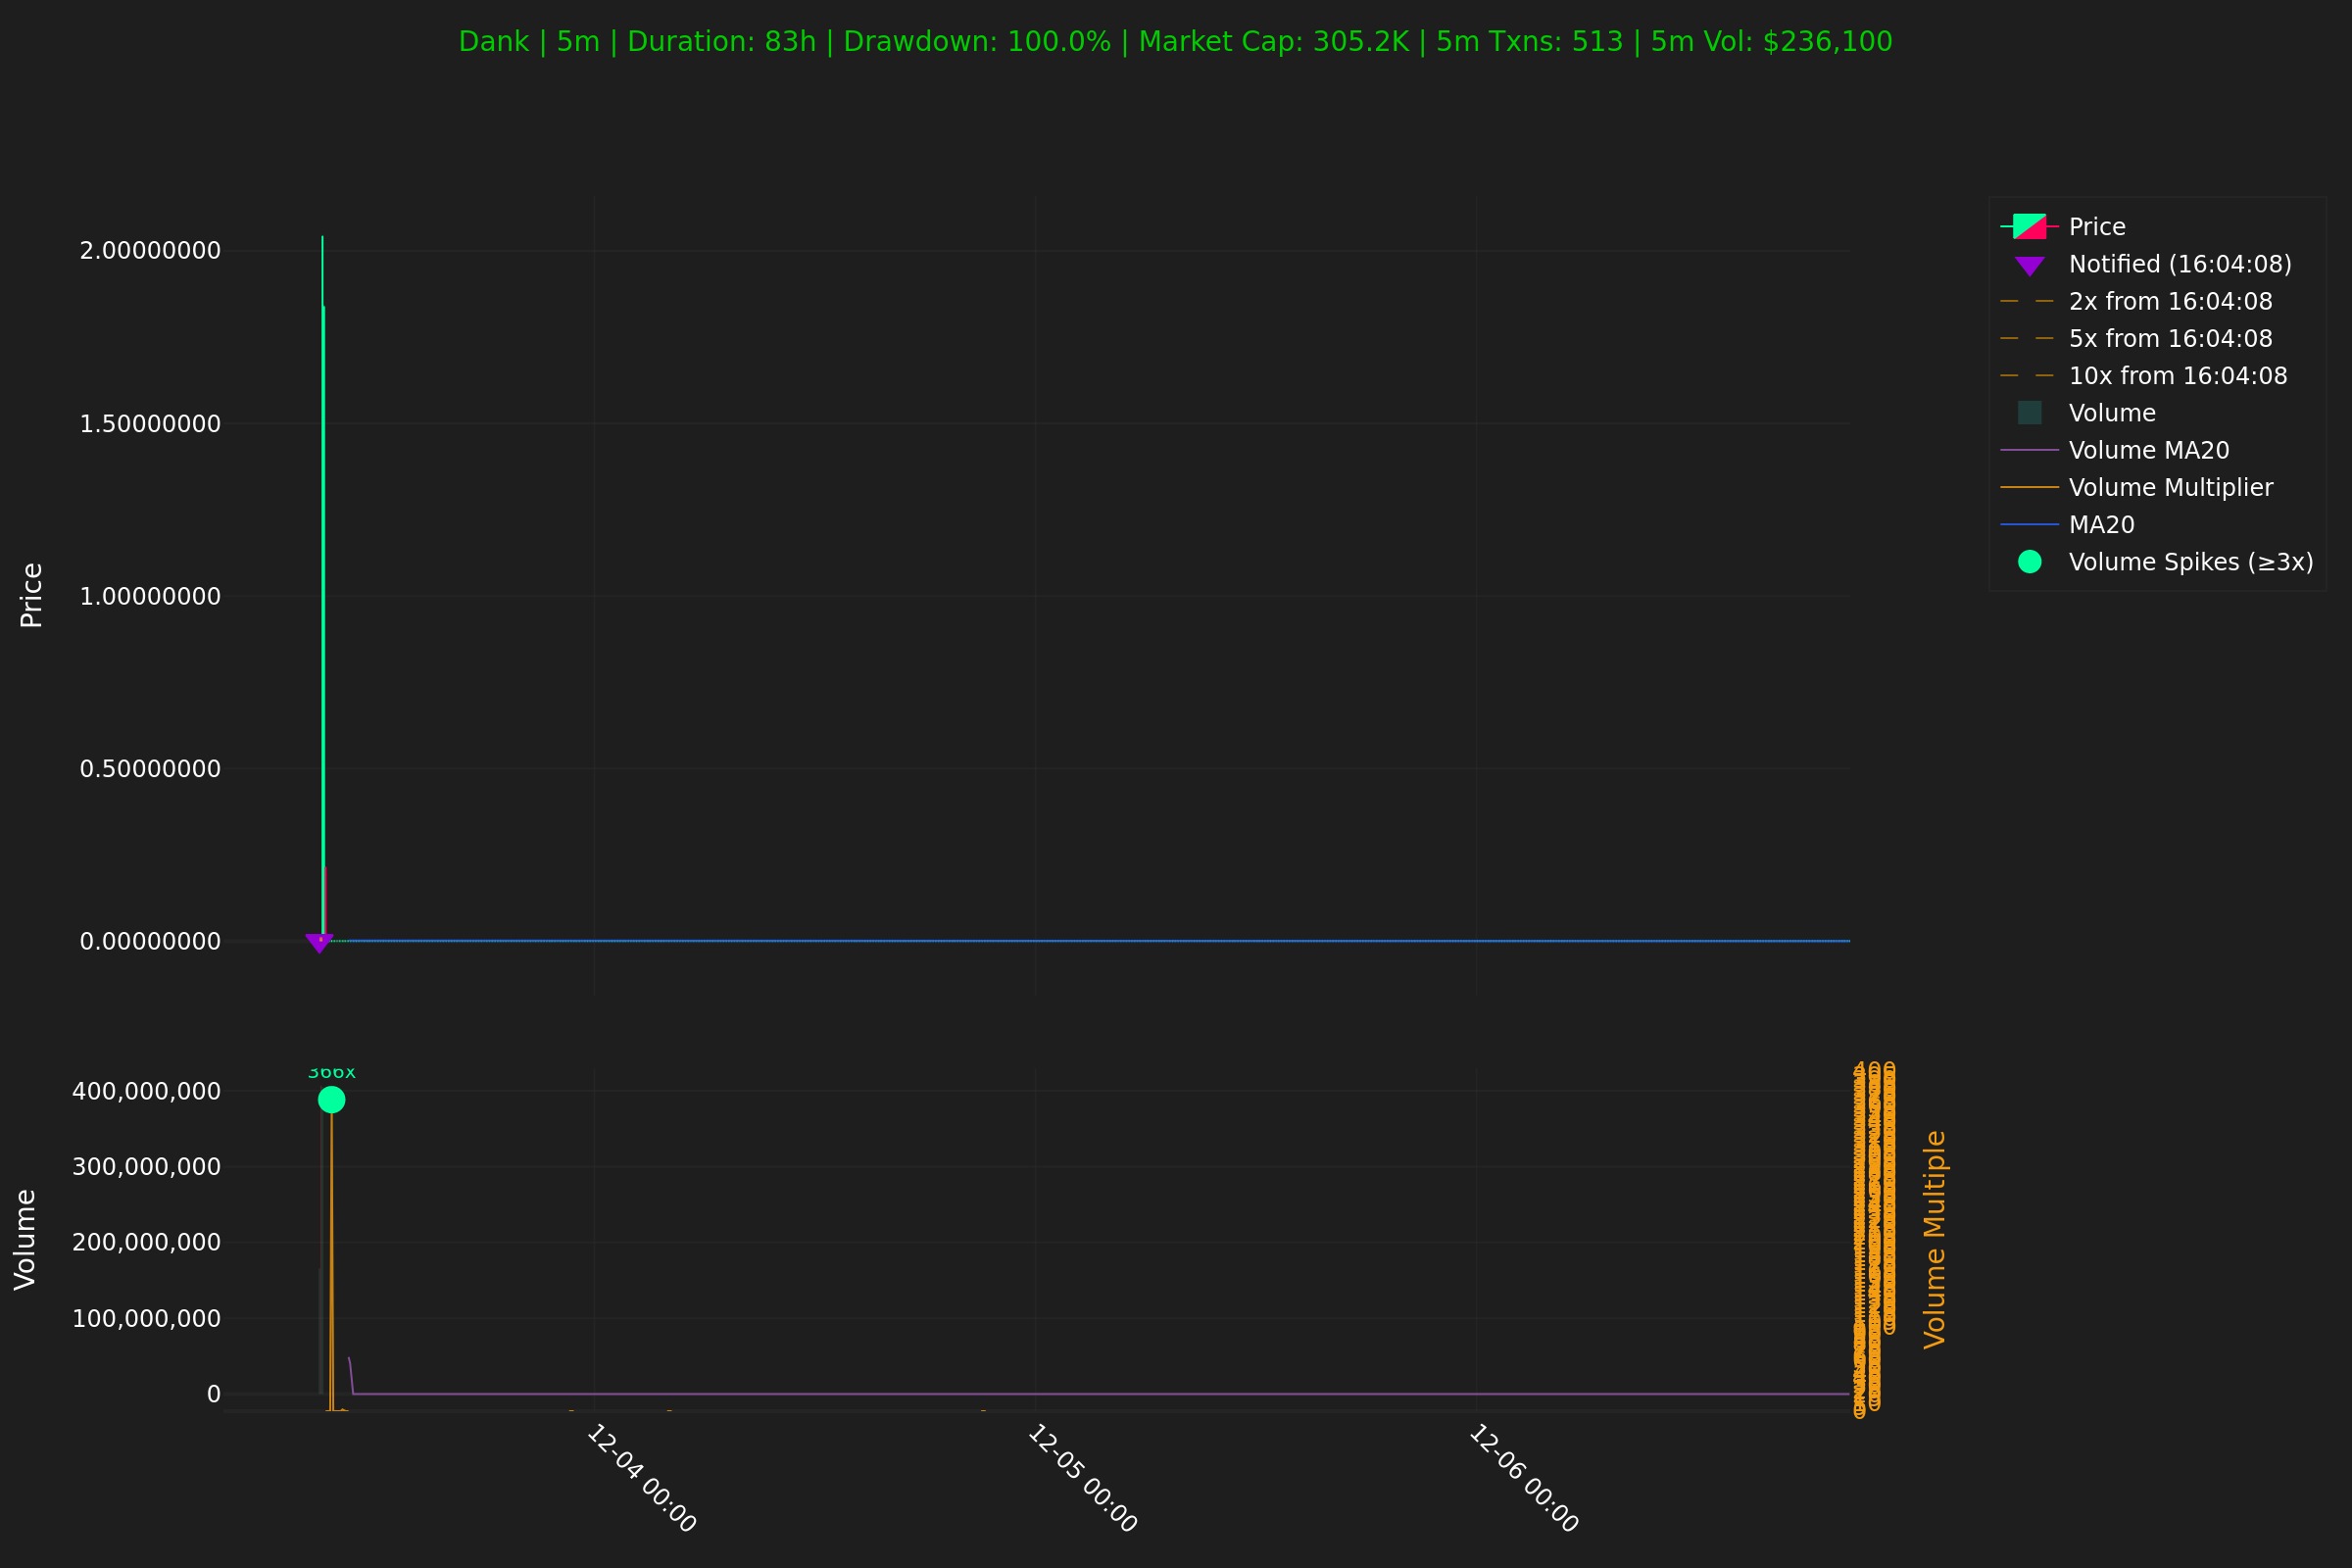 Dank | 5m | Duration: 83h | Drawdown: 100.0% | Market Cap: 305.2K | 5m Txns: 513 | 5m Vol: $236,100
Price
2.00000000
1.50000000
1.00000000
0.50000000
0.00000000
Price
Notified (16:04:08)
2x from 16:04:08
5x from 16:04:08
10x from 16:04:08
Volume
Volume MA20
Volume Multiplier
MA20
Volume Spikes (≥3x)
366x
Volume
400,000,000
300,000,000
200,000,000
100,000,000
0
Volume Multiple
12-04 00:00
12-05 00:00
12-06 00:00